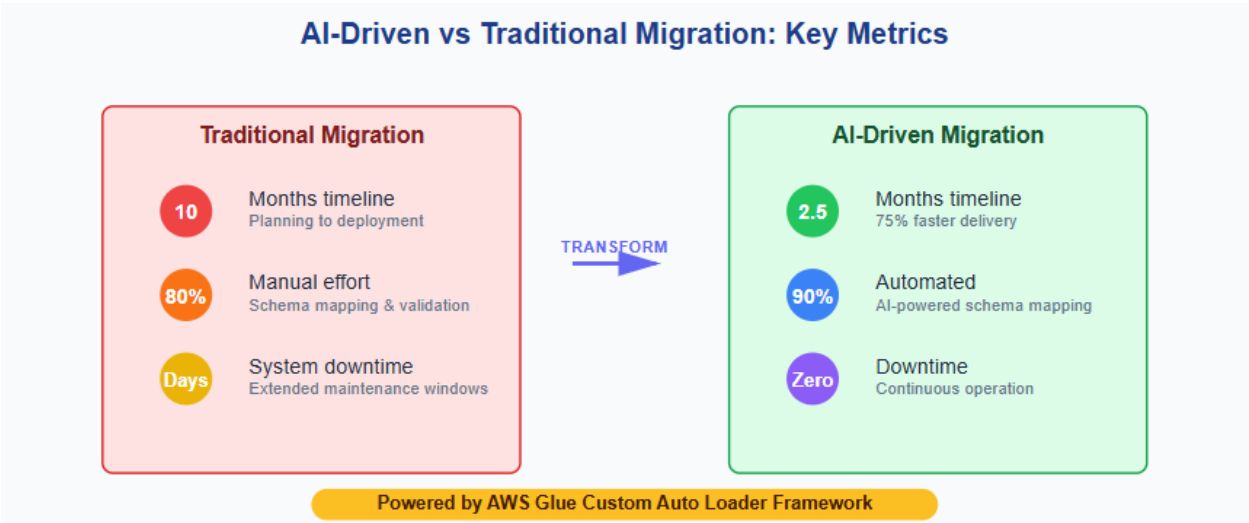 AI-Driven vs Traditional Migration: Key Metrics
Traditional Migration
10
Months timeline
Planning to deployment
80%
Manual effort
Schema mapping & validation
Days
System downtime
Extended maintenance windows
TRANSFORM
AI-Driven Migration
2.5
Months timeline
75% faster delivery
90%
Automated
AI-powered schema mapping
Zero
Downtime
Continuous operation
Powered by AWS Glue Custom Auto Loader Framework